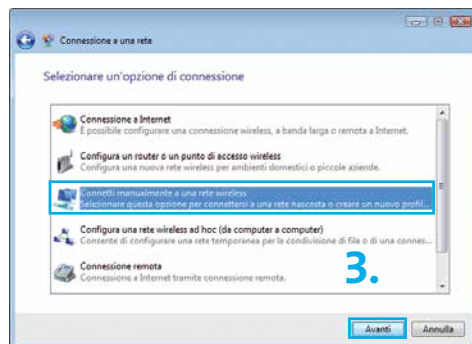 Connessione a una rete
Selezionare un'opzione di connessione
Connessione a Internet
È possibile configurare una connessione wireless, a banda larga o remota a Internet.
Configura un router o un punto di accesso wireless
Configura una nuova rete wireless per ambienti domestici o piccole aziende.
Connetti manualmente a una rete wireless
Selezionare questa opzione per connettersi a una rete nascosta o creare un nuovo profil...
Configura una rete wireless ad hoc (da computer a computer)
Consente di configurare una rete temporanea per la condivisione di file o di una connes...
Connessione remota
Connessione a Internet tramite connessione remota.
3.
Avanti Annulla